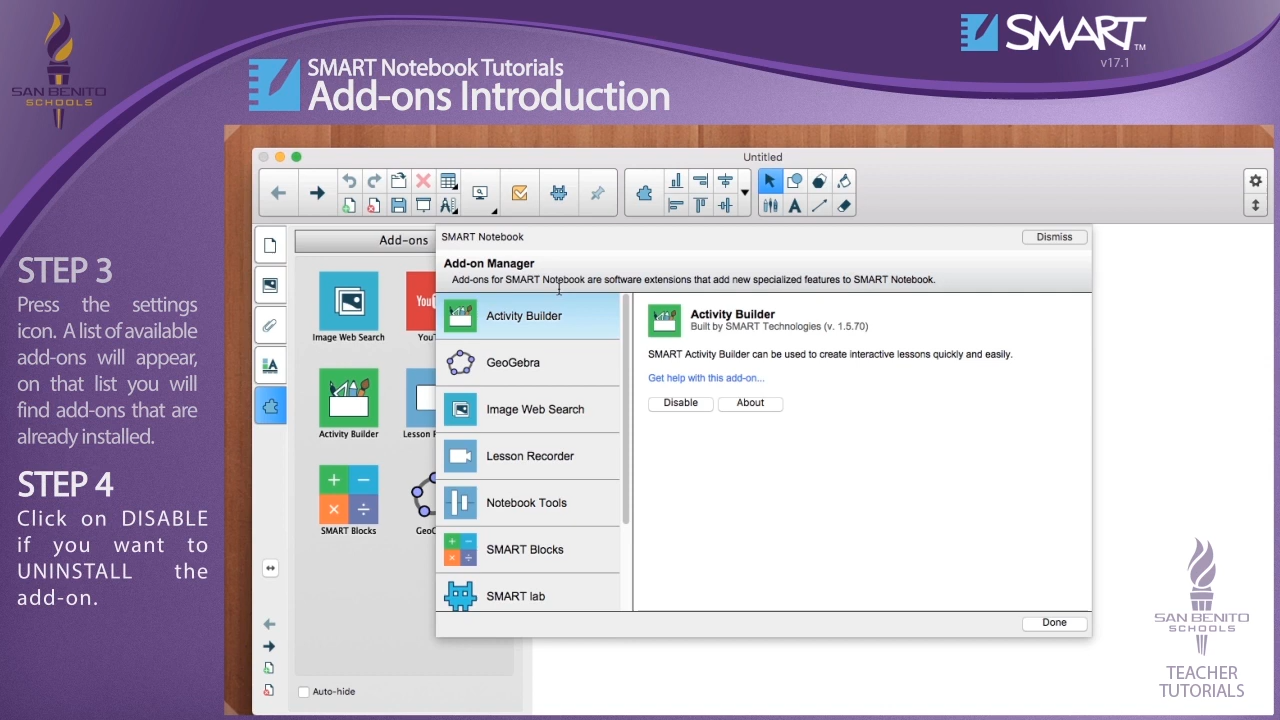 SAN BENITO
SCHOOLS
SMART Notebook Tutorials
Add-ons Introduction
SMART TM
v17.1
STEP 3
Press the settings
icon. A list of available
add-ons will appear,
on that list you will
find add-ons that are
already installed.
STEP 4
Click on DISABLE
if you want to
UNINSTALL the
add-on.
Untitled
Add-ons
Image Web Search
YouT
Activity Builder
Lesson R
SMART Blocks
GeoG
Auto-hide
SMART Notebook
Dismiss
Add-on Manager
Add-ons for SMART Notebook are software extensions that add new specialized features to SMART Notebook.
Activity Builder
GeoGebra
Image Web Search
Lesson Recorder
Notebook Tools
SMART Blocks
SMART lab
Activity Builder
Built by SMART Technologies (v. 1.5.70)
SMART Activity Builder can be used to create interactive lessons quickly and easily.
Get help with this add-on...
Disable
About
Done
SAN BENITO
SCHOOLS
TEACHER
TUTORIALS